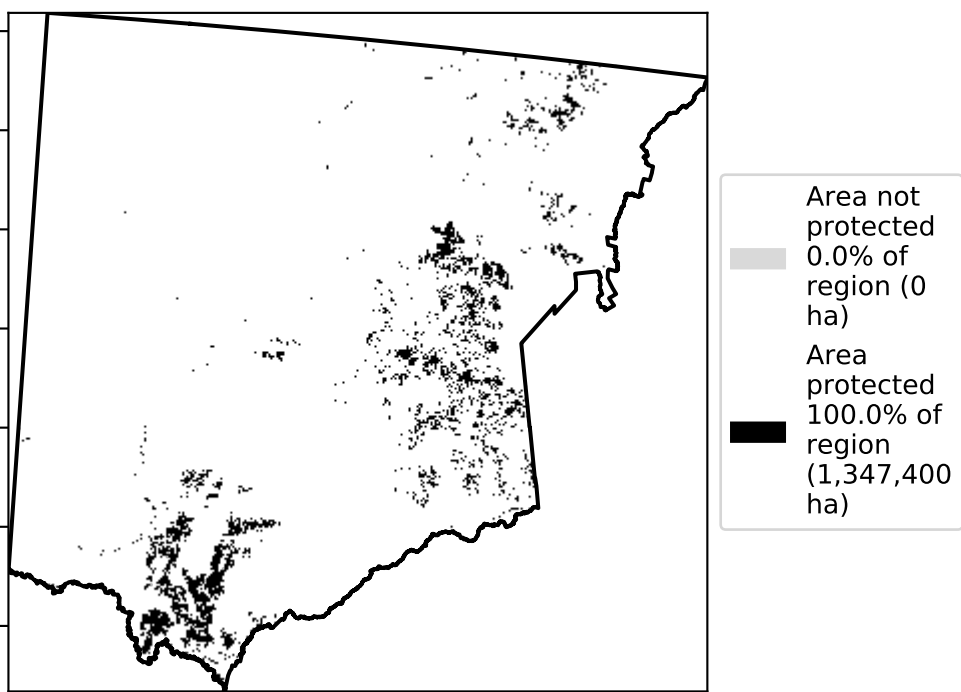 Area not
protected
0.0% of
region (0
ha)
Area
protected
100.0% of
region
(1,347,400
ha)